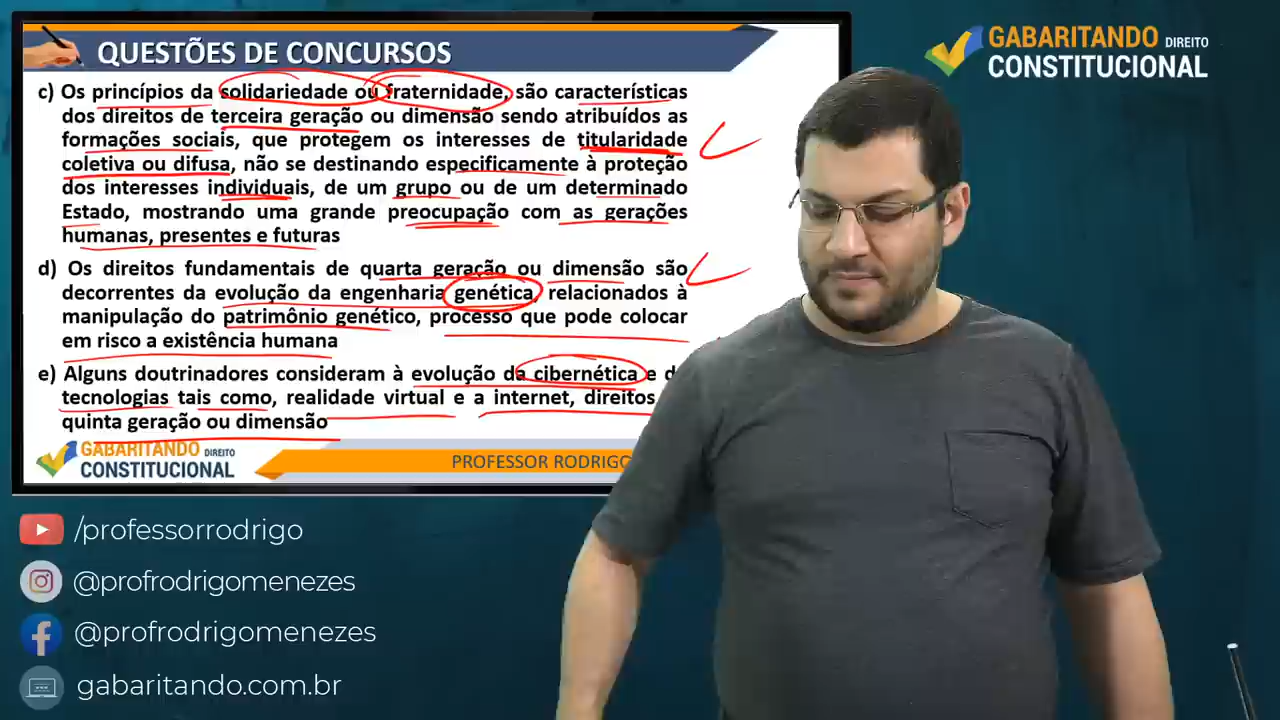 QUESTÕES DE CONCURSOS
GABARITANDO DIREITO
CONSTITUCIONAL
c) Os princípios da solidariedade ou fraternidade, são características
dos direitos de terceira geração ou dimensão sendo atribuídos as
formações sociais, que protegem os interesses de titularidade
coletiva ou difusa, não se destinando especificamente à proteção
dos interesses individuais, de um grupo ou de um determinado
Estado, mostrando uma grande preocupação com as gerações
humanas, presentes e futuras
d) Os direitos fundamentais de quarta geração ou dimensão são
decorrentes da evolução da engenharia genética, relacionados à
manipulação do patrimônio genético, processo que pode colocar
em risco a existência humana
e) Alguns doutrinadores consideram à evolução da cibernética e
tecnologias tais como, realidade virtual e a internet, direitos
quinta geração ou dimensão
GABARITANDO DIREITO
CONSTITUCIONAL
PROFESSOR RODRIGO
/professorrodrigo
@profrodrigomenezes
@profrodrigomenezes
gabaritando.com.br